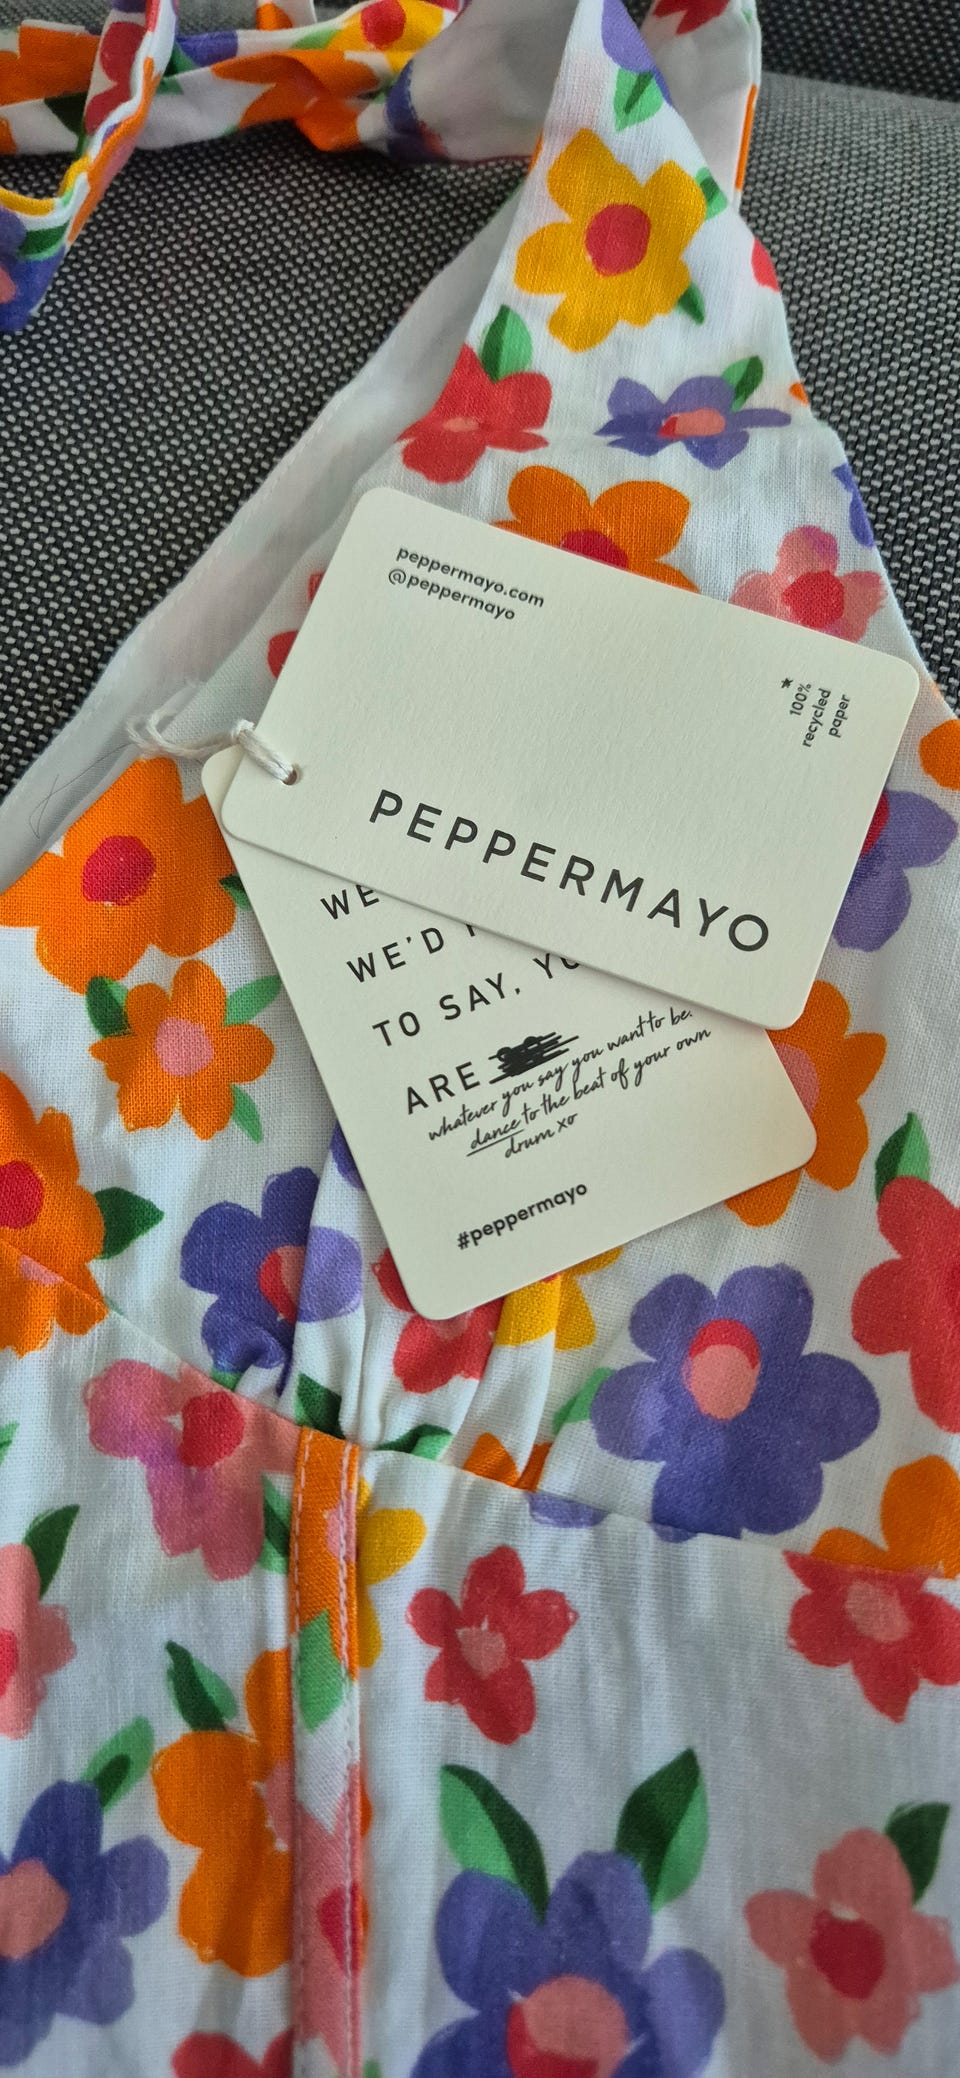 peppermayo.com
@peppermayo
* 100%
recycled
paper
PEPPERMAYO
WE
WE'D
TO SAY,
ARE
whatever you say you want to be.
dance to the beat of your own
drum xo
#peppermayo